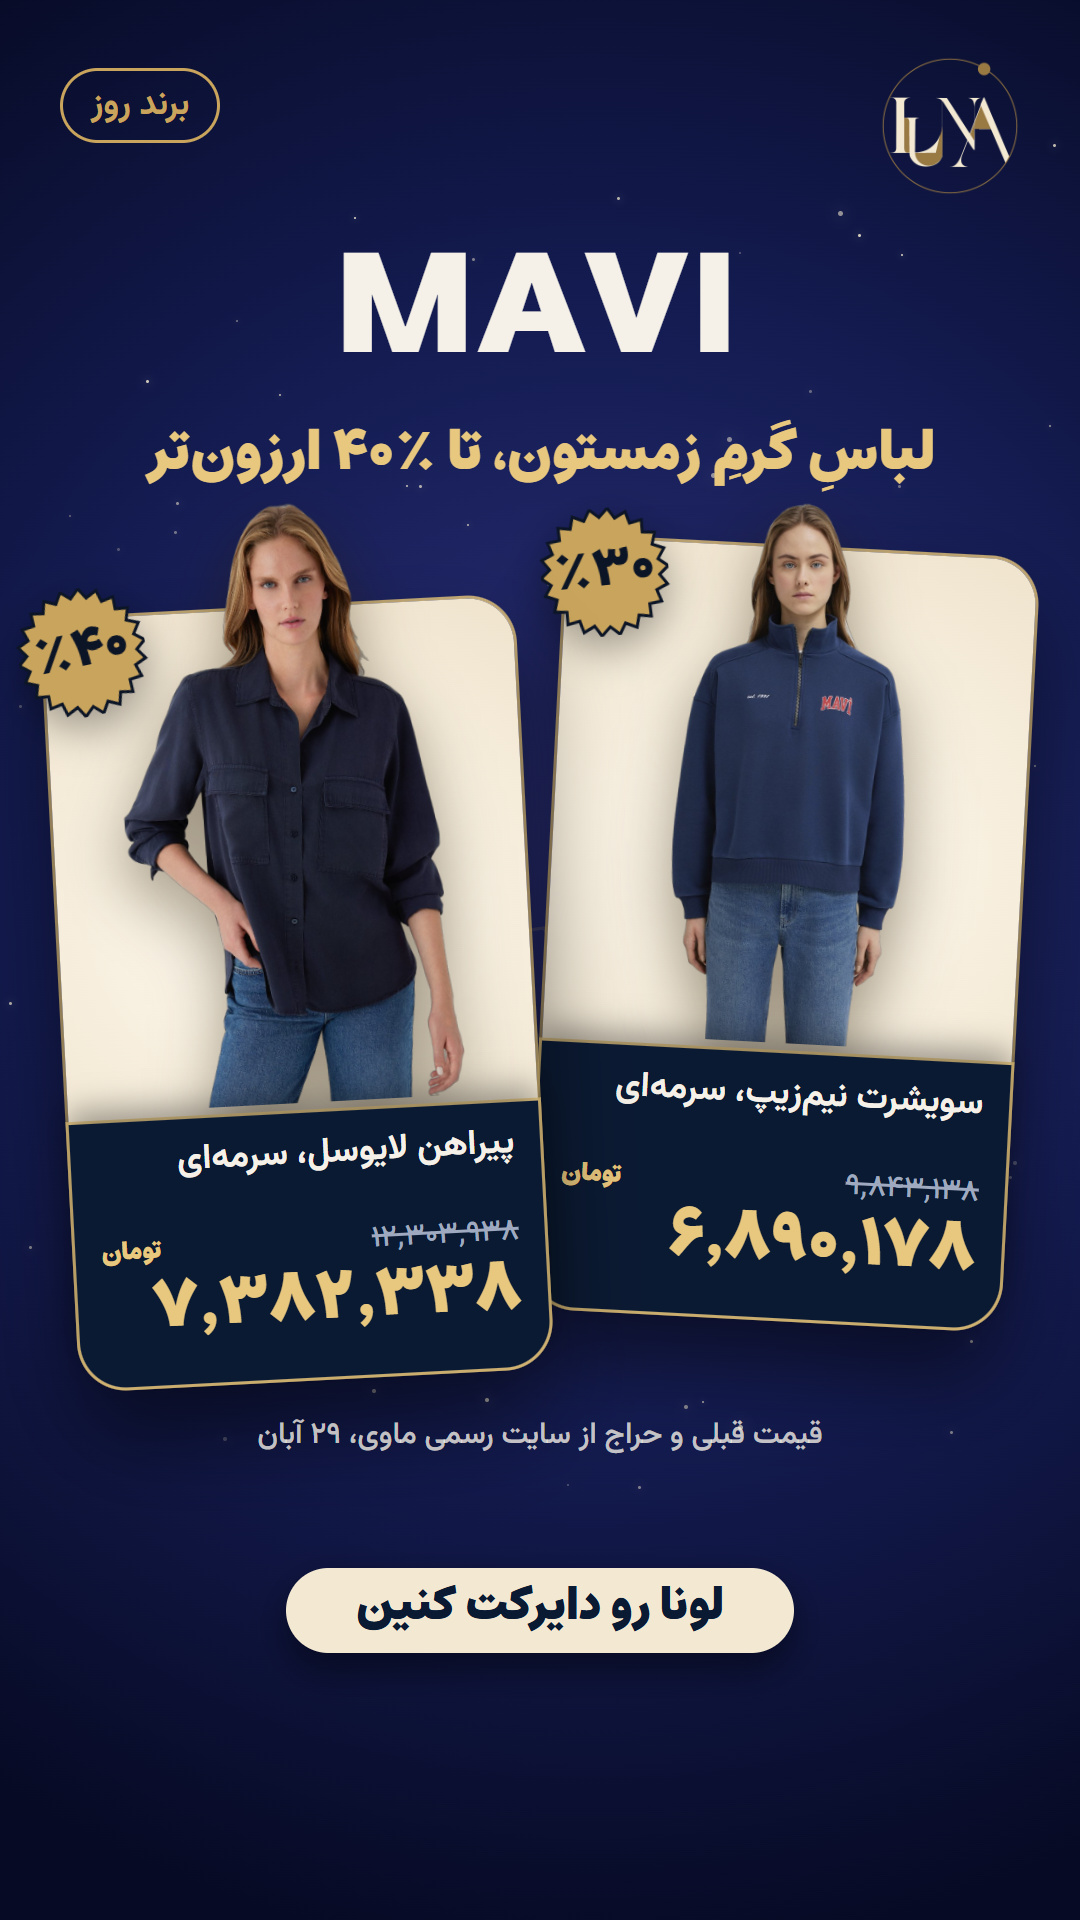 برند روز
LUNA
MAVI
لباسِ گرمِ زمستون، تا ۴۰٪ ارزون‌تر
۳۰٪
MAVI
سویشرت نیم‌زیپ، سرمه‌ای
۹,۸۴۳,۱۳۸
۶,۸۹۰,۱۷۸
تومان
۴۰٪
پیراهن لایوسل، سرمه‌ای
۱۲,۳۰۳,۹۳۸
۷,۳۸۲,۳۳۸
تومان
قیمت قبلی و حراج از سایت رسمی ماوی، ۲۹ آبان
لونا رو دایرکت کنین